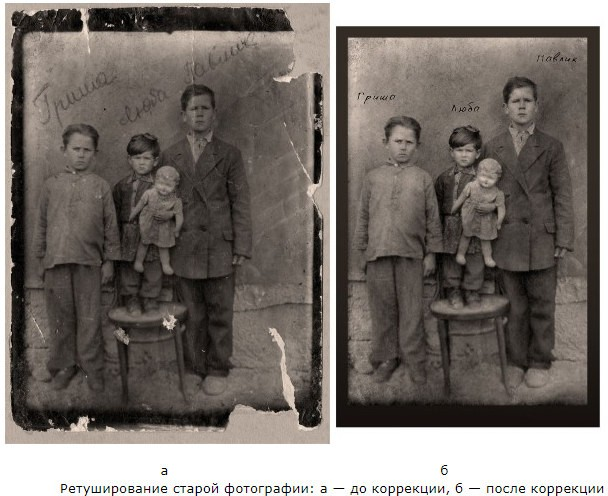 Гриша
Люба
Павлик
Гриша
Люба
Павлик
а
б
Ретуширование старой фотографии: а — до коррекции, б — после коррекции